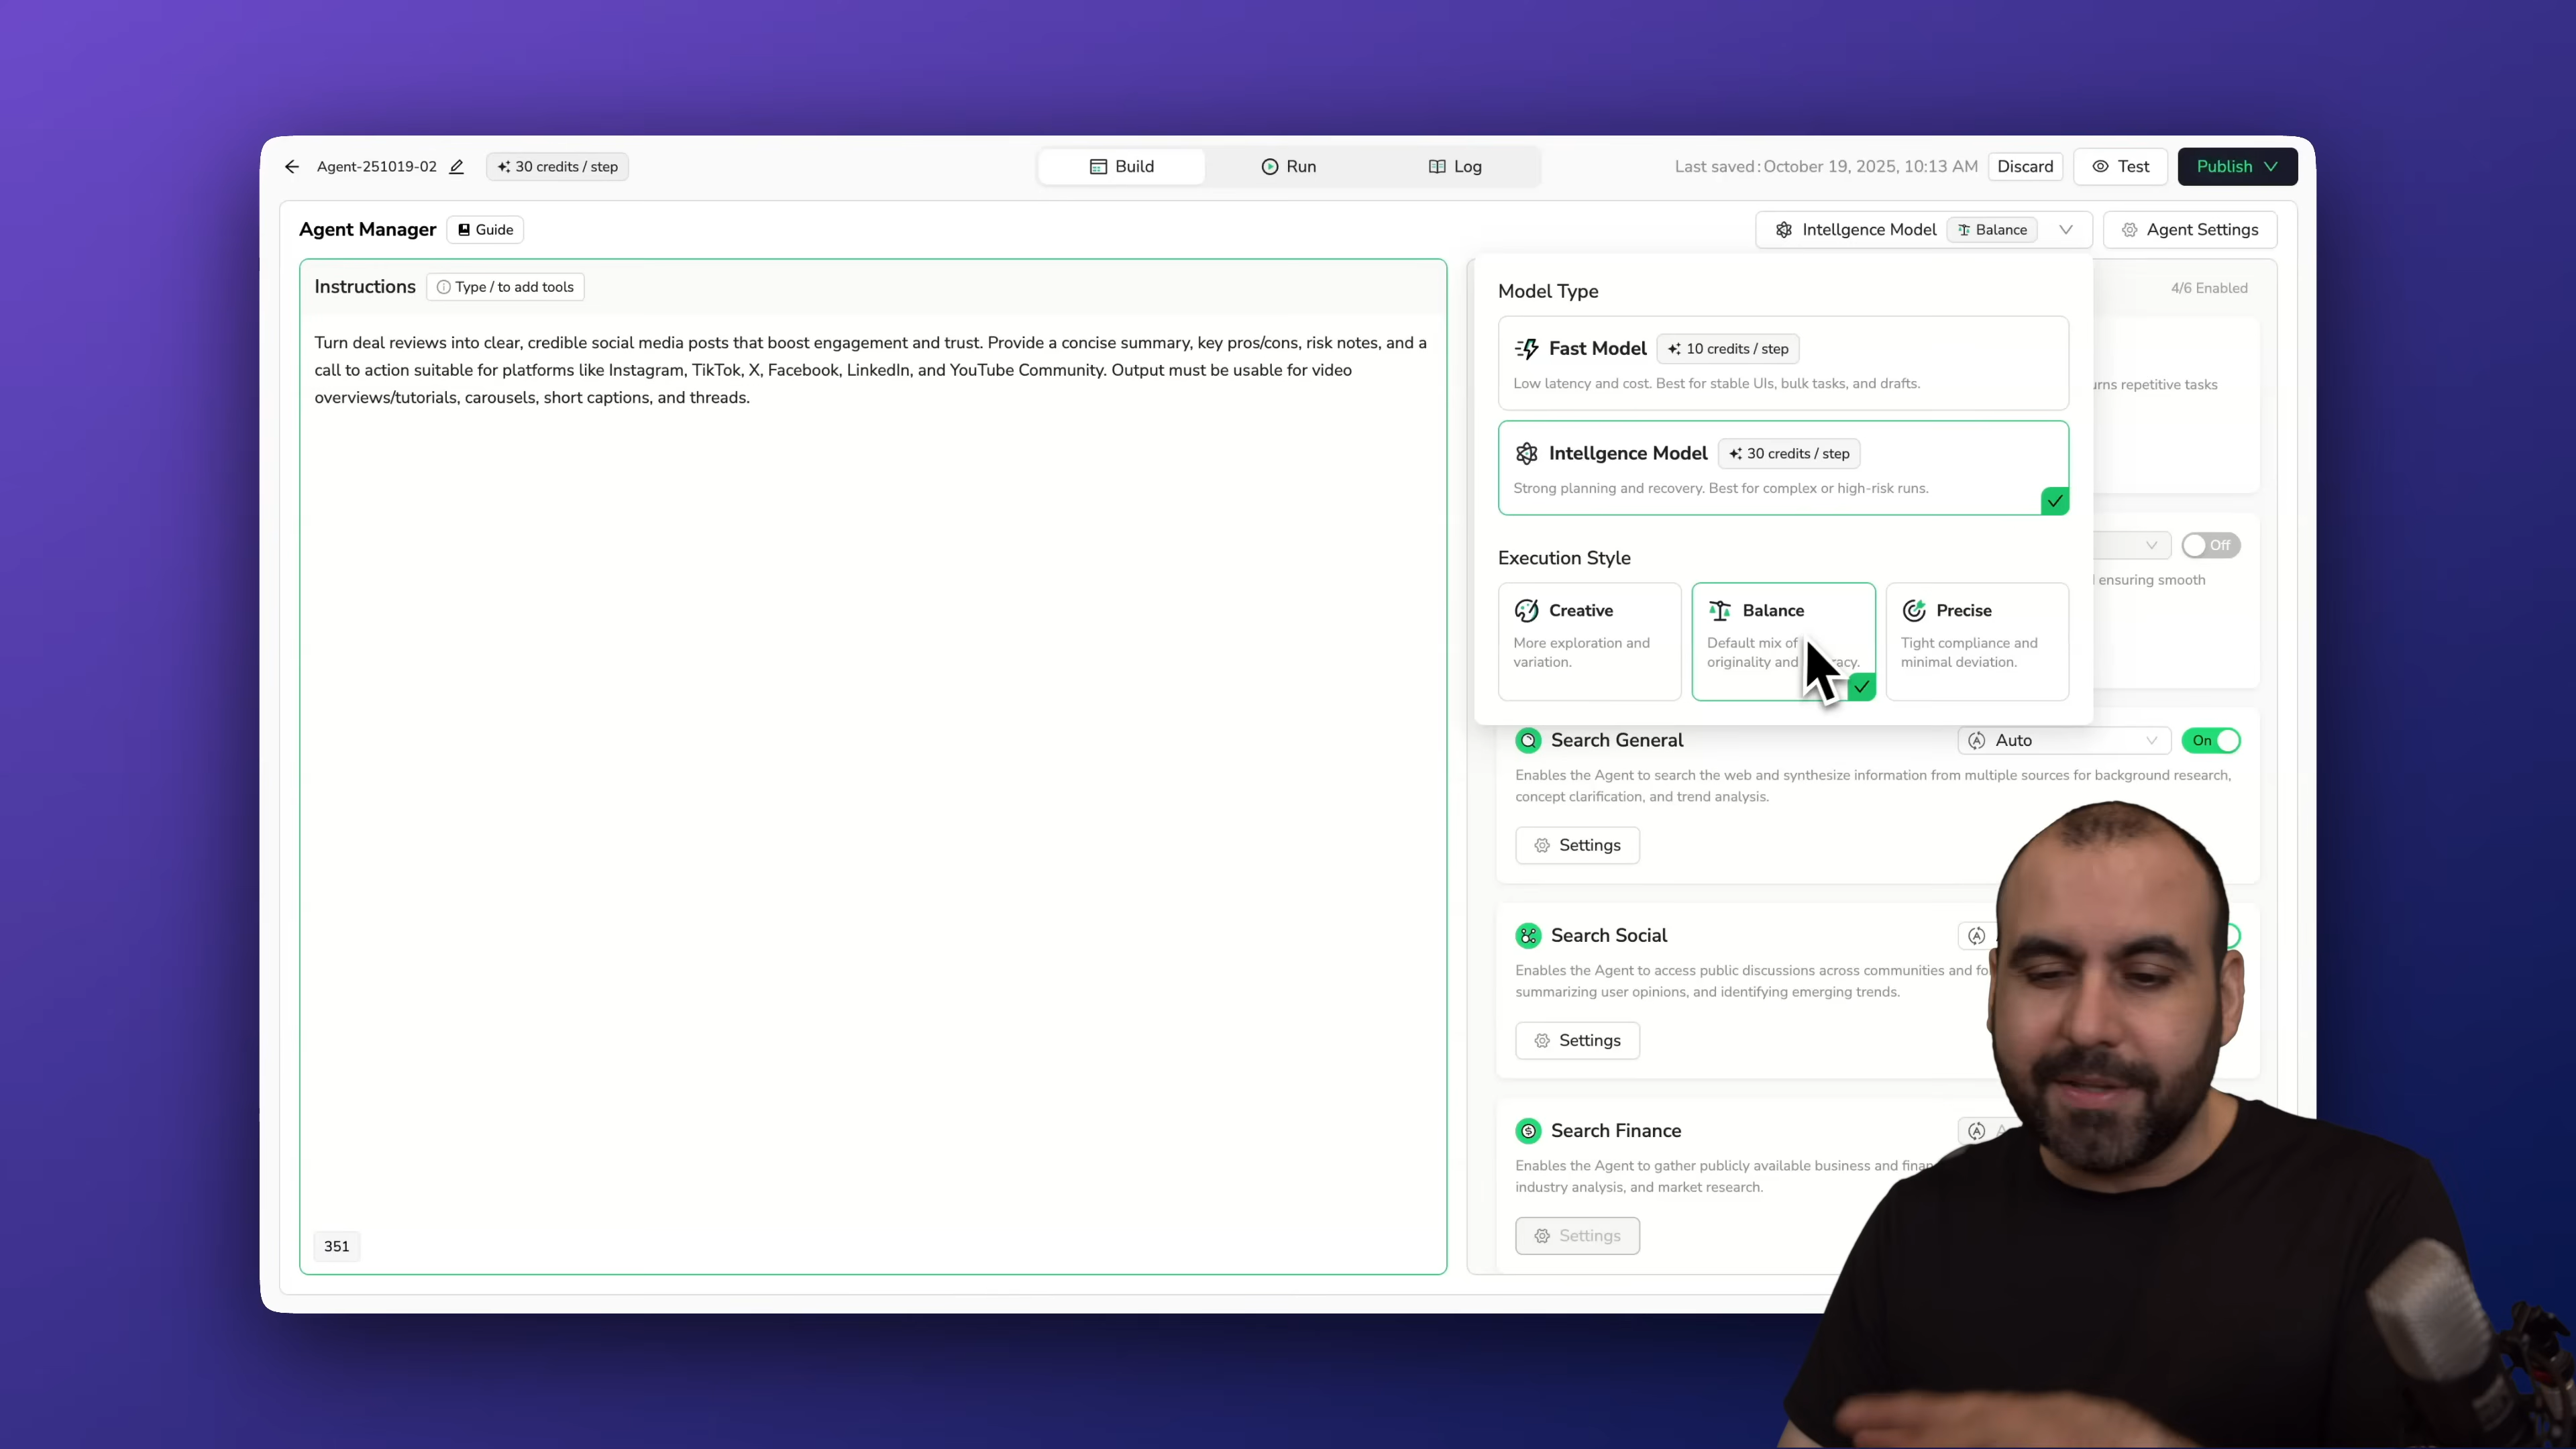 Agent-251019-02
30 credits / step
Build
Run
Log
Last saved: October 19, 2025, 10:13 AM
Discard
Test
Publish
Agent Manager
Guide
Intellgence Model
Balance
Agent Settings
Instructions
Type / to add tools
Turn deal reviews into clear, credible social media posts that boost engagement and trust. Provide a concise summary, key pros/cons, risk notes, and a
call to action suitable for platforms like Instagram, TikTok, X, Facebook, LinkedIn, and YouTube Community. Output must be usable for video
overviews/tutorials, carousels, short captions, and threads.
351
Model Type
4/6 Enabled
Fast Model
10 credits / step
Low latency and cost. Best for stable UIs, bulk tasks, and drafts.
repetitive tasks
Intellgence Model
30 credits / step
Strong planning and recovery. Best for complex or high-risk runs.
Off
ensuring smooth
Execution Style
Creative
More exploration and
variation.
Balance
Default mix of
originality and
Precise
Tight compliance and
minimal deviation.
Search General
Auto
On
Enables the Agent to search the web and synthesize information from multiple sources for background research,
concept clarification, and trend analysis.
Settings
Search Social
Enables the Agent to access public discussions across communities and
summarizing user opinions, and identifying emerging trends.
Settings
Search Finance
Enables the Agent to gather publicly available business and
industry analysis, and market research.
Settings